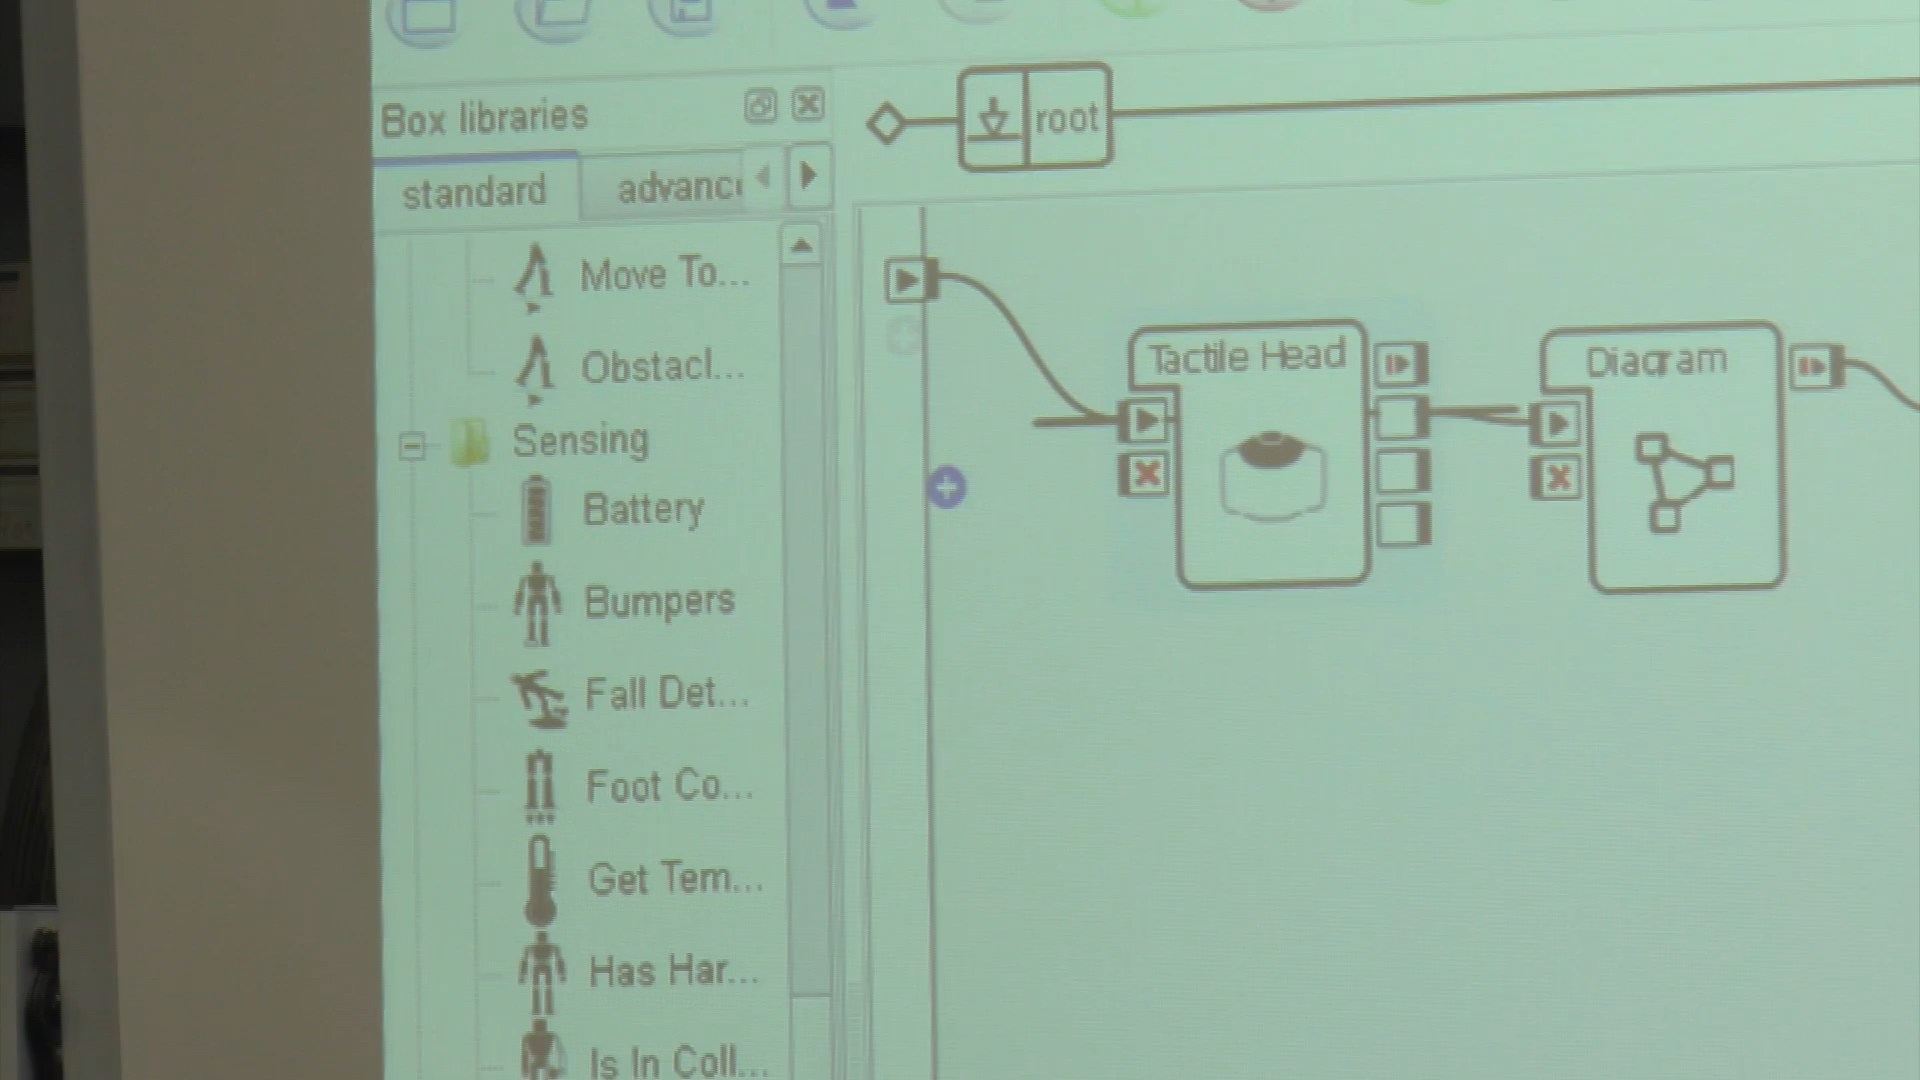 Box libraries
root
standard
advanc
Move To...
Obstacl...
Sensing
Tactile Head
Diagram
Battery
Bumpers
Fall Det...
Foot Co...
Get Tem...
Has Har...
Is In Coll...